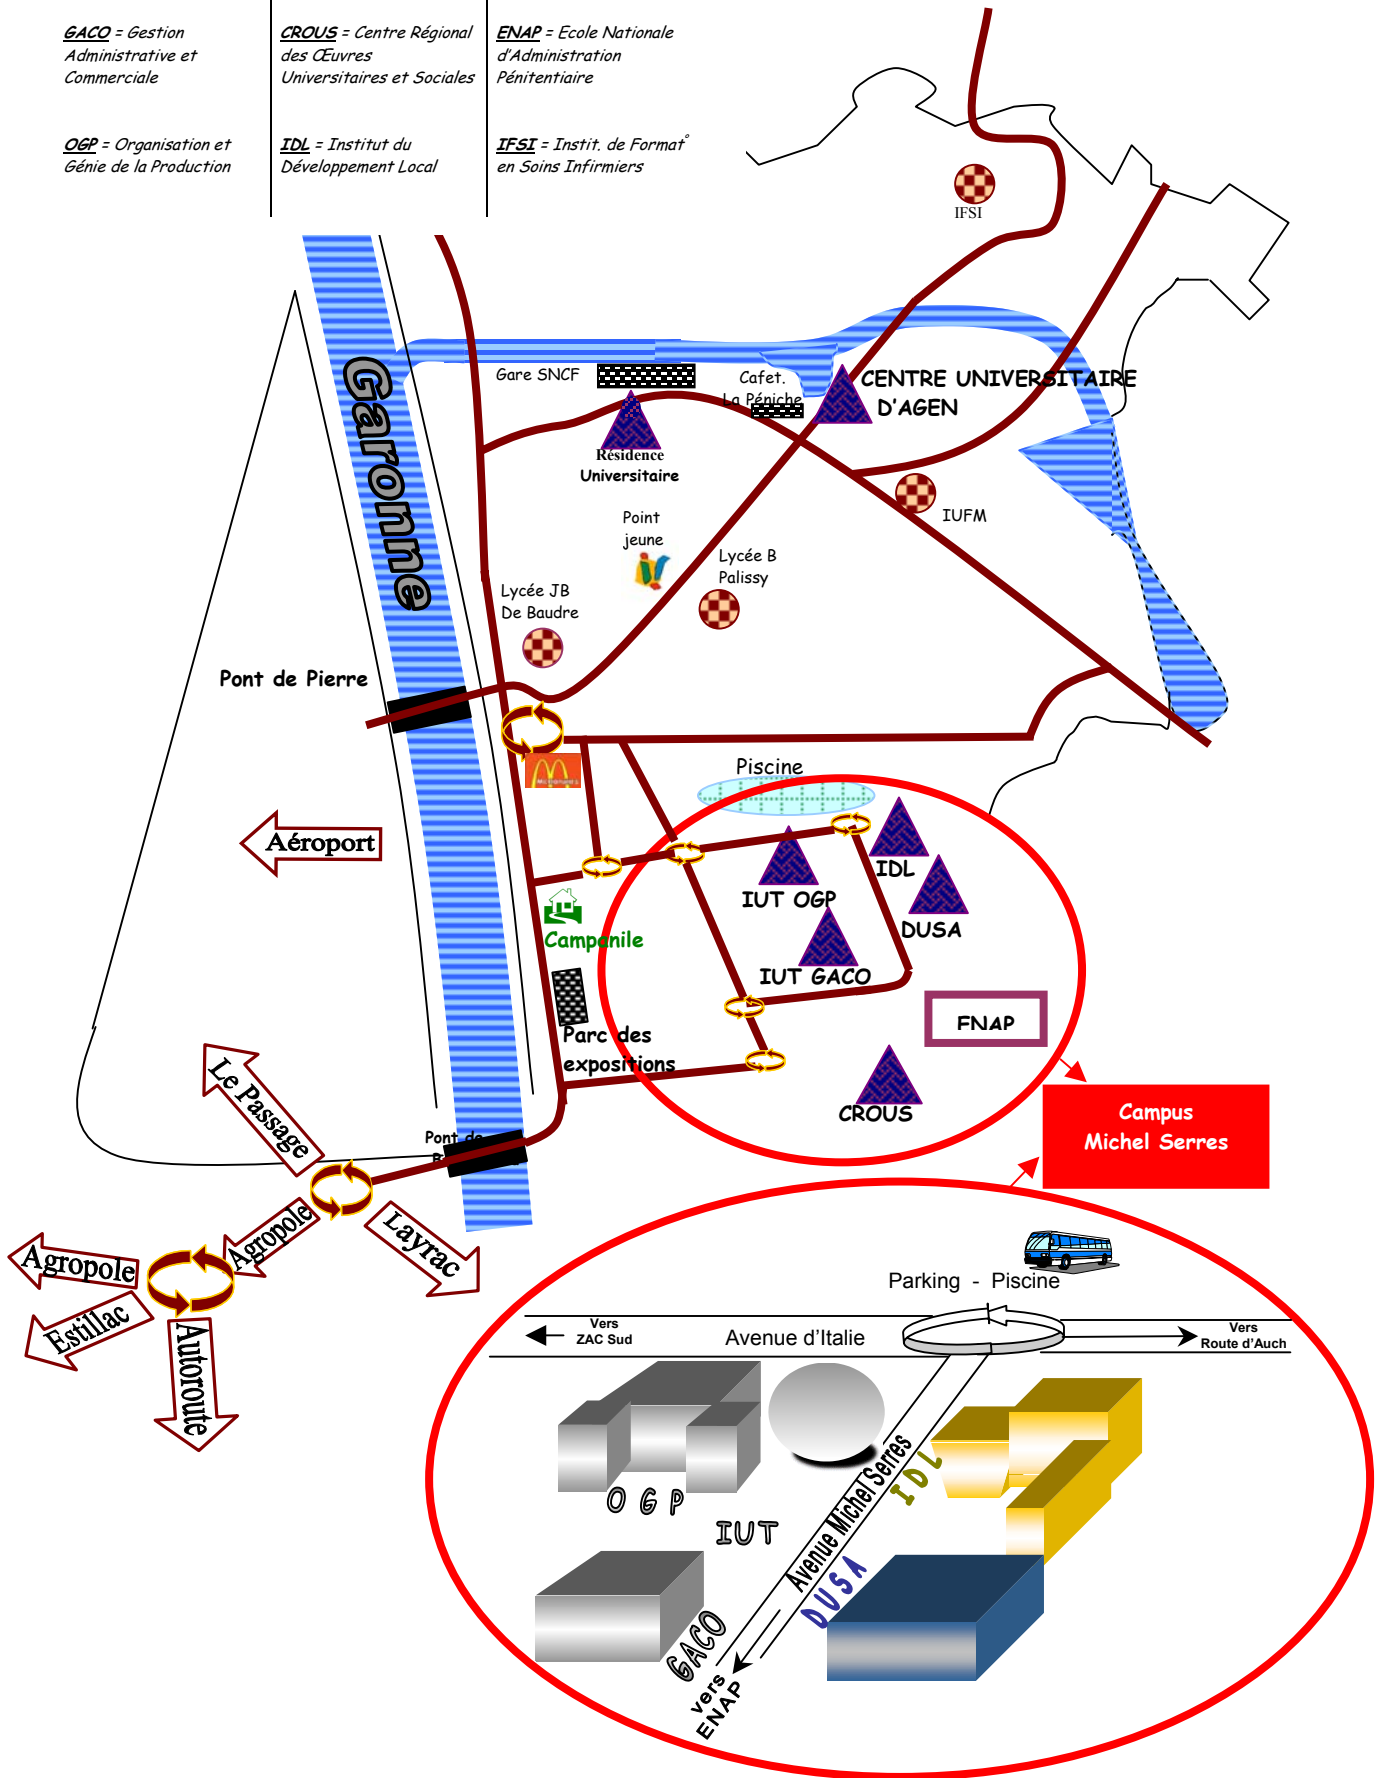 GACO = Gestion
Administrative et
Commerciale
CROUS = Centre Régional
des Œuvres
Universitaires et Sociales
ENAP = Ecole Nationale
d'Administration
Pénitentiaire
OGP = Organisation et
Génie de la Production
IDL = Institut du
Développement Local
IFSI = Instit. de Format°
en Soins Infirmiers
IFSI
Garonne
Gare SNCF
Cafet.
La Péniche
CENTRE UNIVERSITAIRE
D'AGEN
Résidence
Universitaire
IUFM
Point
jeune
Lycée B
Palissy
Lycée JB
De Baudre
Pont de Pierre
Piscine
Aéroport
IDL
IUT OGP
DUSA
IUT GACO
Campanile
FNAP
Parc des
expositions
CROUS
Campus
Michel Serres
Le Passage
Pont de
Agropole
Layrac
Agropole
Estillac
Autoroute
Parking - Piscine
Vers
ZAC Sud
Avenue d'Italie
Vers
Route d'Auch
Avenue Michel Serres
IDL
OGP
IUT
DUSA
GACO
vers
ENAP